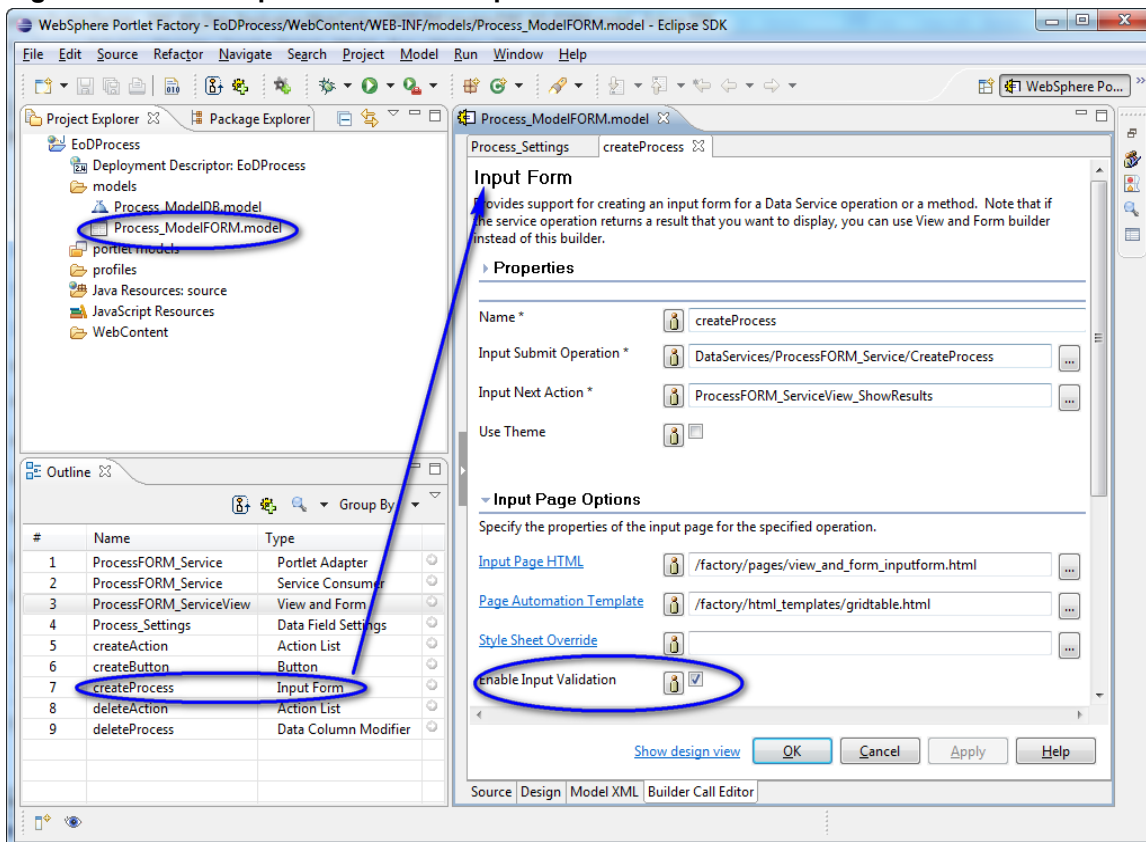 WebSphere Portlet Factory - EoDProcess/WebContent/WEB-INF/models/Process_ModelFORM.model - Eclipse SDK
File Edit Source Refactor Navigate Search Project Model Run Window Help
WebSphere Po...
Project Explorer Package Explorer
EoDProcess
Deployment Descriptor: EoDProcess
models
Process_ModelDB.model
Process_ModelFORM.model
portlet models
profiles
Java Resources: source
JavaScript Resources
WebContent
Outline
Group By
# Name Type
1 ProcessFORM_Service Portlet Adapter
2 ProcessFORM_Service Service Consumer
3 ProcessFORM_ServiceView View and Form
4 Process_Settings Data Field Settings
5 createAction Action List
6 createButton Button
7 createProcess Input Form
8 deleteAction Action List
9 deleteProcess Data Column Modifier
Process_ModelFORM.model
Process_Settings createProcess
Input Form
Provides support for creating an input form for a Data Service operation or a method. Note that if
the service operation returns a result that you want to display, you can use View and Form builder
instead of this builder.
Properties
Name * createProcess
Input Submit Operation * DataServices/ProcessFORM_Service/CreateProcess ...
Input Next Action * ProcessFORM_ServiceView_ShowResults ...
Use Theme
Input Page Options
Specify the properties of the input page for the specified operation.
Input Page HTML /factory/pages/view_and_form_inputform.html ...
Page Automation Template /factory/html_templates/gridtable.html ...
Style Sheet Override ...
Enable Input Validation
Show design view OK Cancel Apply Help
Source Design Model XML Builder Call Editor